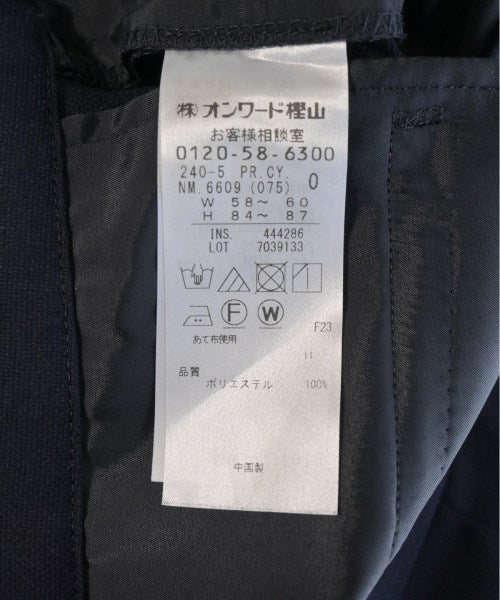 ㈱オンワード樫山
お客様相談室
0120-58-6300
240-5 PR.CY.
NM.6609 (075) 0
W 58〜 60
H 84〜 87
INS. 444286
LOT 7039133
F W
F23
あて布使用
11
品質
ポリエステル 100%
中国製